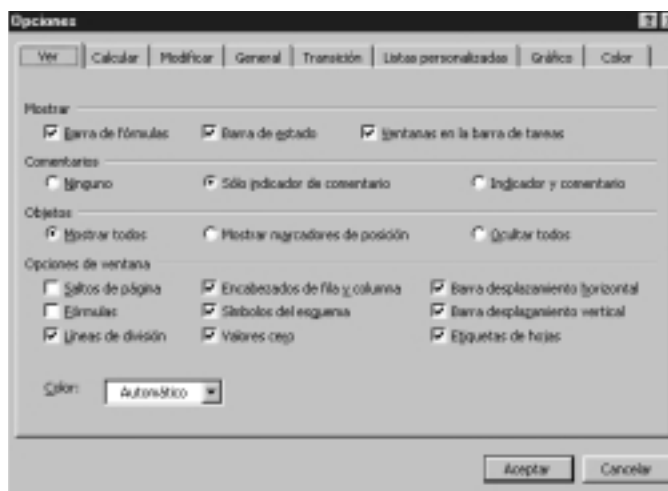 Opciones
Ver Calcular Modificar General Transición Listas personalizadas Gráfico Color
Mostrar
Barra de fórmulas Barra de estado Ventanas en la barra de tareas
Comentarios
Ninguno Sólo indicador de comentario Indicador y comentario
Objetos
Mostrar todos Mostrar marcadores de posición Ocultar todos
Opciones de ventana
Saltos de página Encabezados de fila y columna Barra desplazamiento horizontal
Fórmulas Símbolos del esquema Barra desplazamiento vertical
Líneas de división Valores cero Etiquetas de hojas
Color: Automático
Aceptar Cancelar